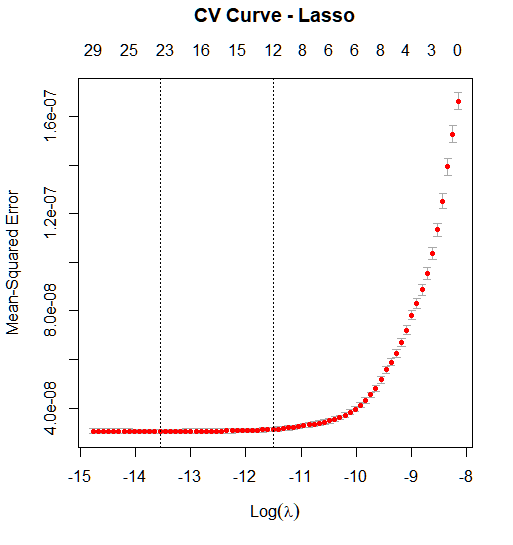 CV Curve - Lasso
29 25 23 16 15 12 8 6 6 8 4 3 0
1.6e-07
1.2e-07
8.0e-08
4.0e-08
Mean-Squared Error
-15 -14 -13 -12 -11 -10 -9 -8
Log(λ)